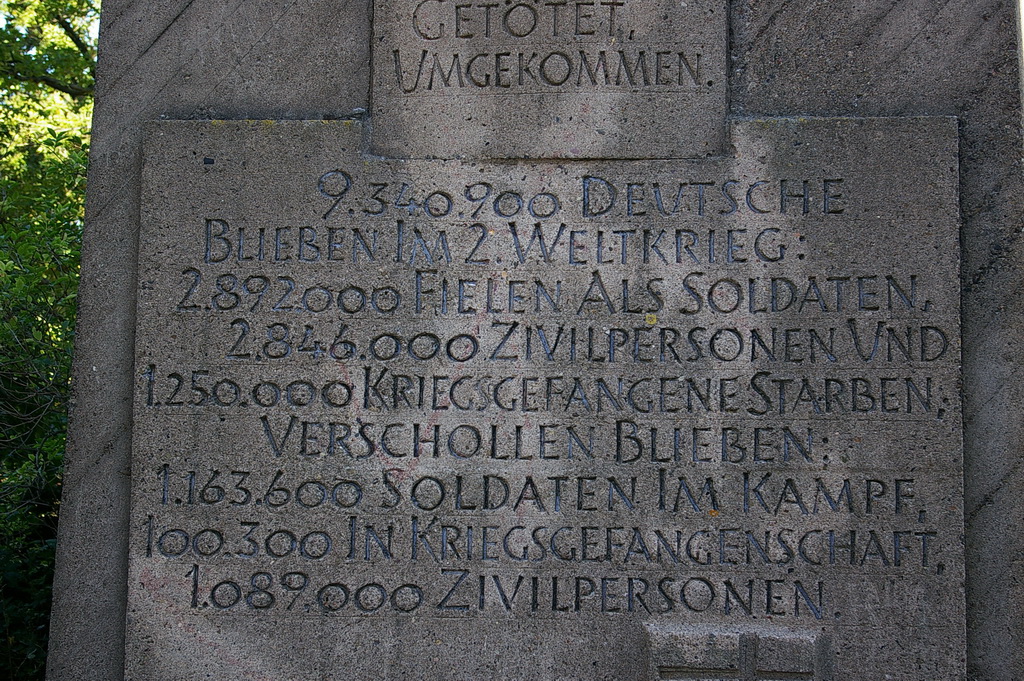 GETÖTET,
UMGEKOMMEN.
9.340.900 DEUTSCHE
BLIEBEN IM 2. WELTKRIEG:
2.892.000 FIELEN ALS SOLDATEN,
2.846.000 ZIVILPERSONEN UND
1.250.000 KRIEGSGEFANGENE STARBEN;
VERSCHOLLEN BLIEBEN:
1.163.600 SOLDATEN IM KAMPF,
100.300 IN KRIEGSGEFANGENSCHAFT,
1.089.000 ZIVILPERSONEN.